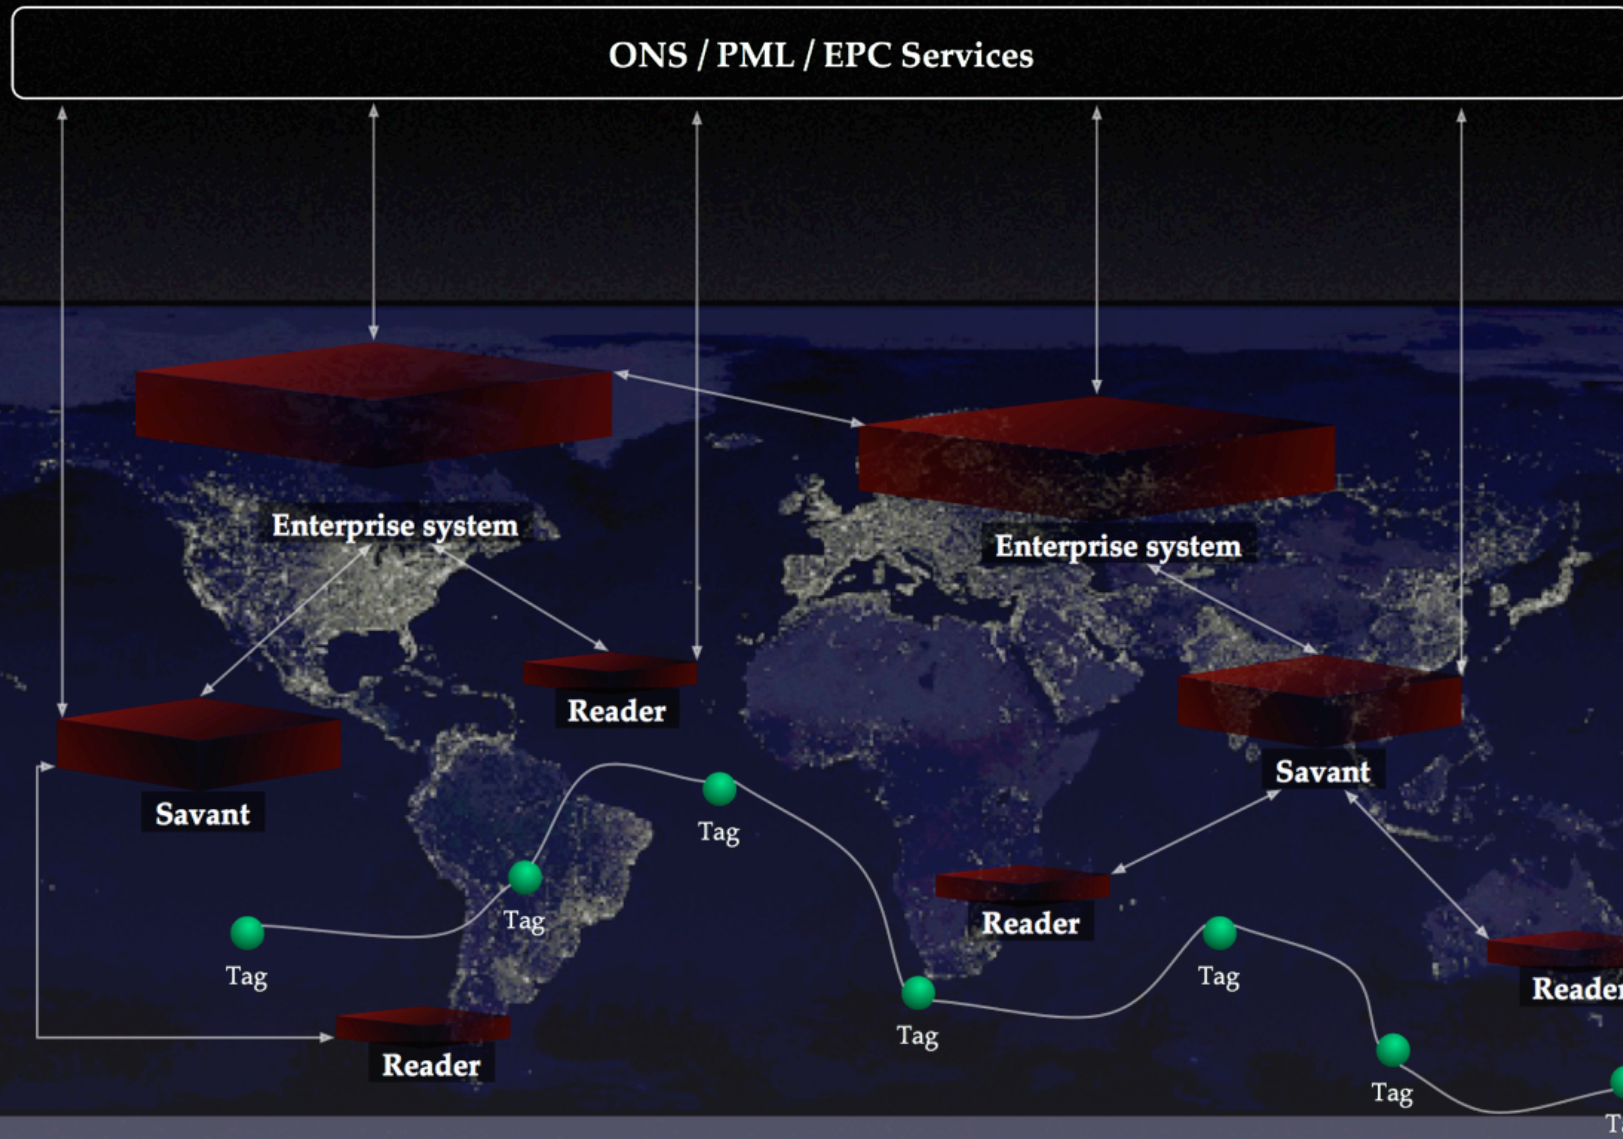 ONS / PML / EPC Services
Enterprise system
Enterprise system
Reader
Savant
Savant
Tag
Tag
Reader
Tag
Tag
Reader
Tag
Reader
Tag